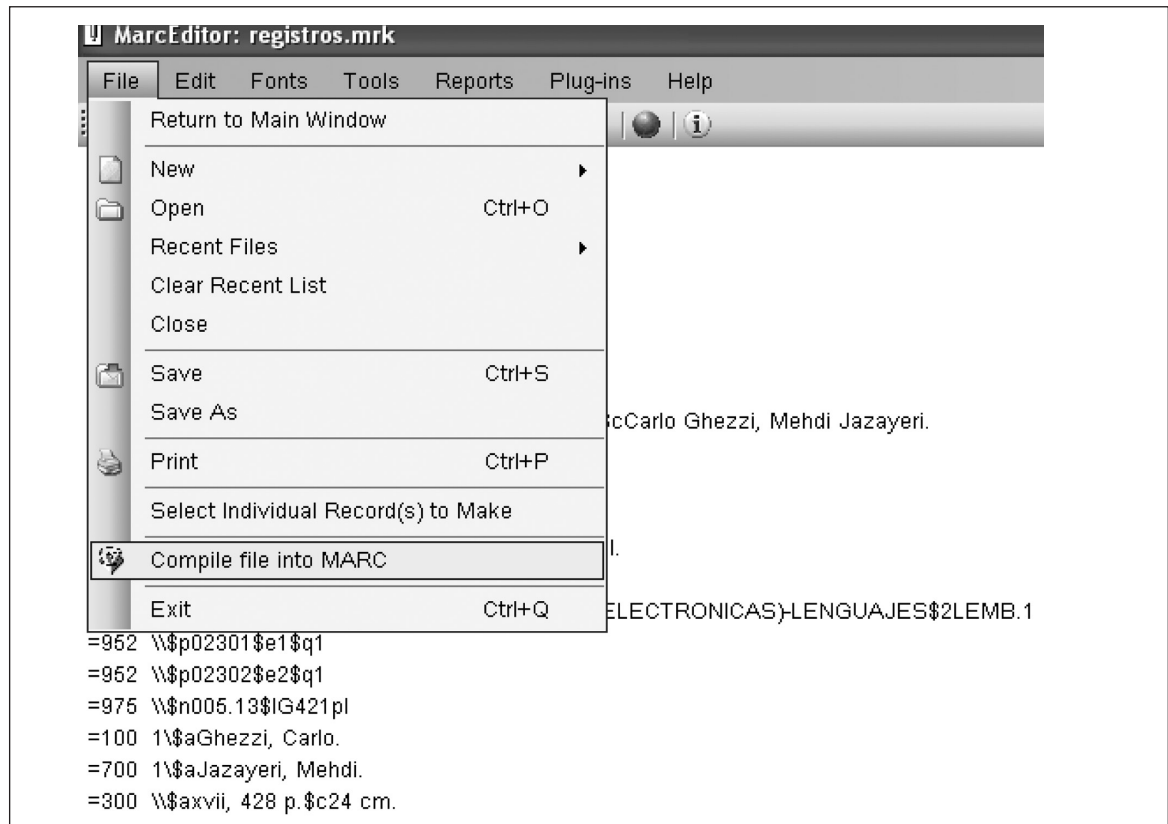 MarcEditor: registros.mrk
File Edit Fonts Tools Reports Plug-ins Help
Return to Main Window
New
Open Ctrl+O
Recent Files
Clear Recent List
Close
Save Ctrl+S
Save As
cCarlo Ghezzi, Mehdi Jazayeri.
Print Ctrl+P
Select Individual Record(s) to Make
l.
Compile file into MARC
Exit Ctrl+Q
ELECTRONICAS)-LENGUAJES$2LEMB.1
=952 \\$p02301$e1$q1
=952 \\$p02302$e2$q1
=975 \\$n005.13$lG421pl
=100 1\$aGhezzi, Carlo.
=700 1\$aJazayeri, Mehdi.
=300 \\$axvii, 428 p.$c24 cm.